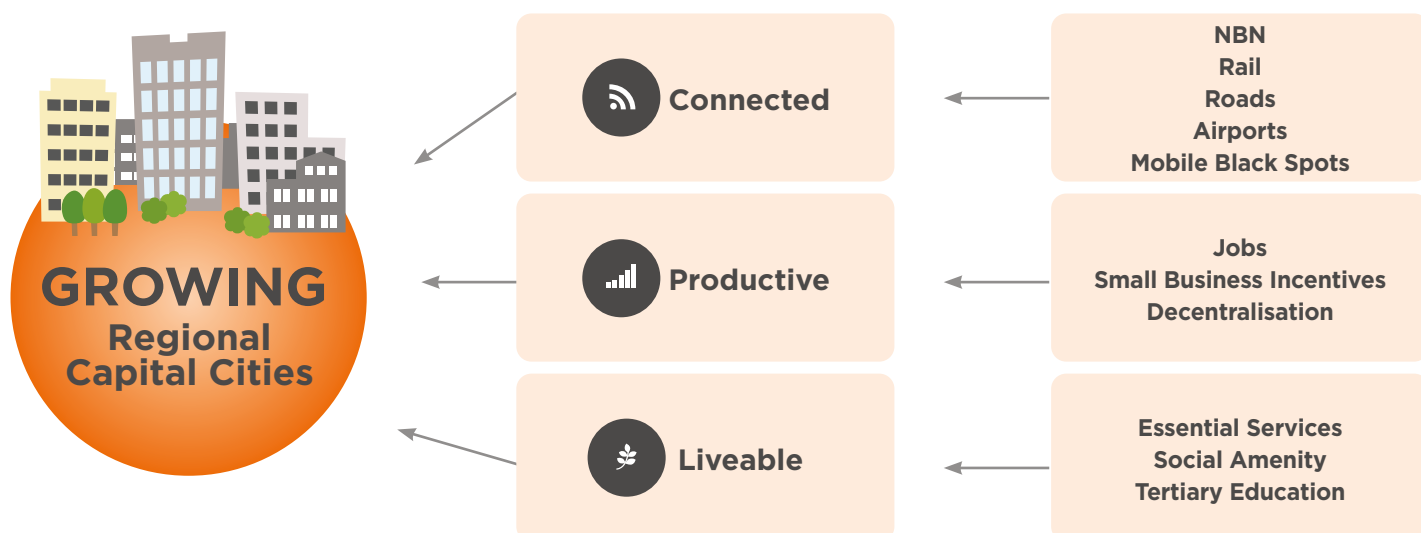 GROWING
Regional
Capital Cities
Connected
NBN
Rail
Roads
Airports
Mobile Black Spots
Productive
Jobs
Small Business Incentives
Decentralisation
Liveable
Essential Services
Social Amenity
Tertiary Education